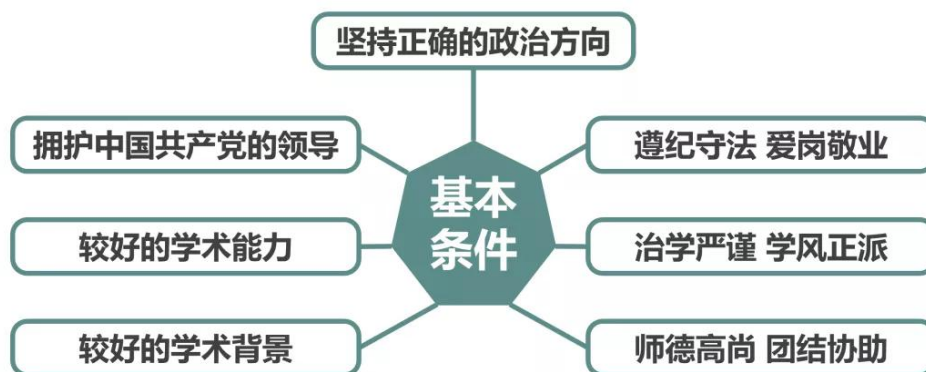 坚持正确的政治方向
拥护中国共产党的领导
遵纪守法 爱岗敬业
基本
条件
较好的学术能力
治学严谨 学风正派
较好的学术背景
师德高尚 团结协助